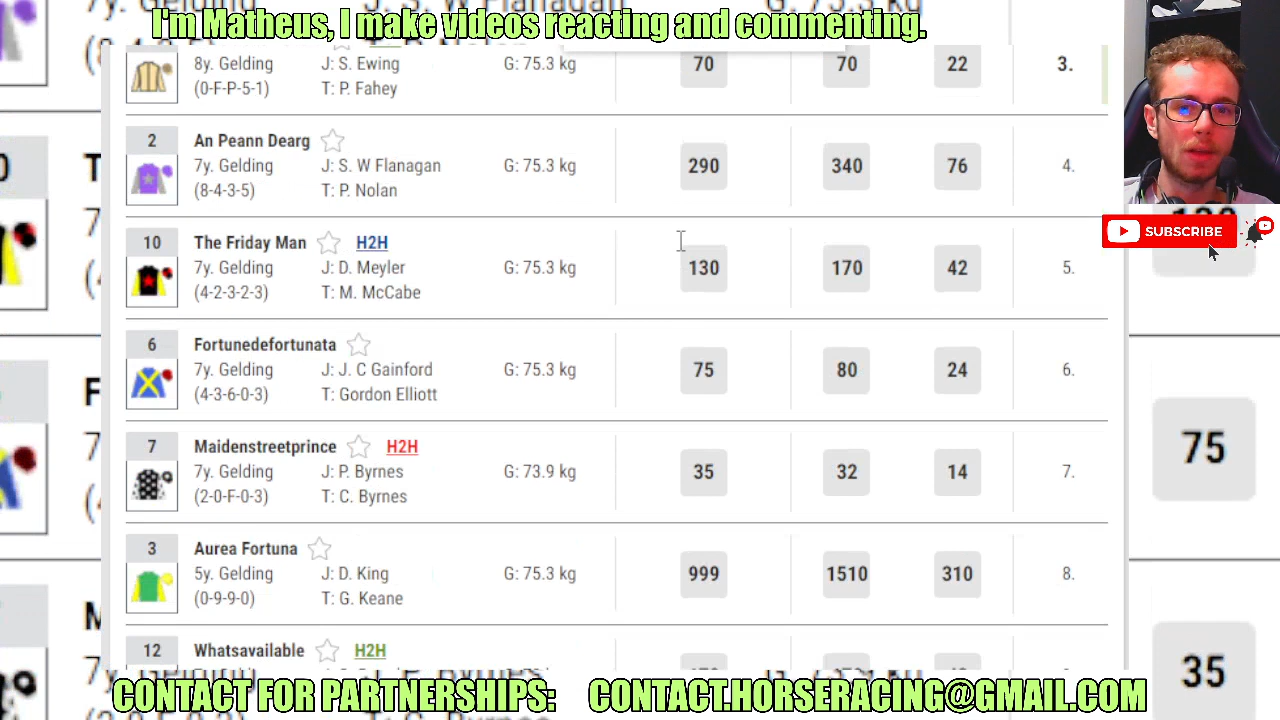 I'm Matheus, I make videos reacting and commenting.
8y. Gelding J: S. Ewing G: 75.3 kg 70 70 22 3.
(0-F-P-5-1) T: P. Fahey
2 An Peann Dearg
7y. Gelding J: S. W Flanagan G: 75.3 kg 290 340 76 4.
(8-4-3-5) T: P. Nolan
10 The Friday Man H2H
7y. Gelding J: D. Meyler G: 75.3 kg 130 170 42 5.
(4-2-3-2-3) T: M. McCabe
6 Fortunedefortunata
7y. Gelding J: J. C Gainford G: 75.3 kg 75 80 24 6.
(4-3-6-0-3) T: Gordon Elliott
7 Maidenstreetprince H2H
7y. Gelding J: P. Byrnes G: 73.9 kg 35 32 14 7.
(2-0-F-0-3) T: C. Byrnes
3 Aurea Fortuna
5y. Gelding J: D. King G: 75.3 kg 999 1510 310 8.
(0-9-9-0) T: G. Keane
12 Whatsavailable H2H
SUBSCRIBE
75
35
CONTACT FOR PARTNERSHIPS: CONTACT.HORSERACING@GMAIL.COM